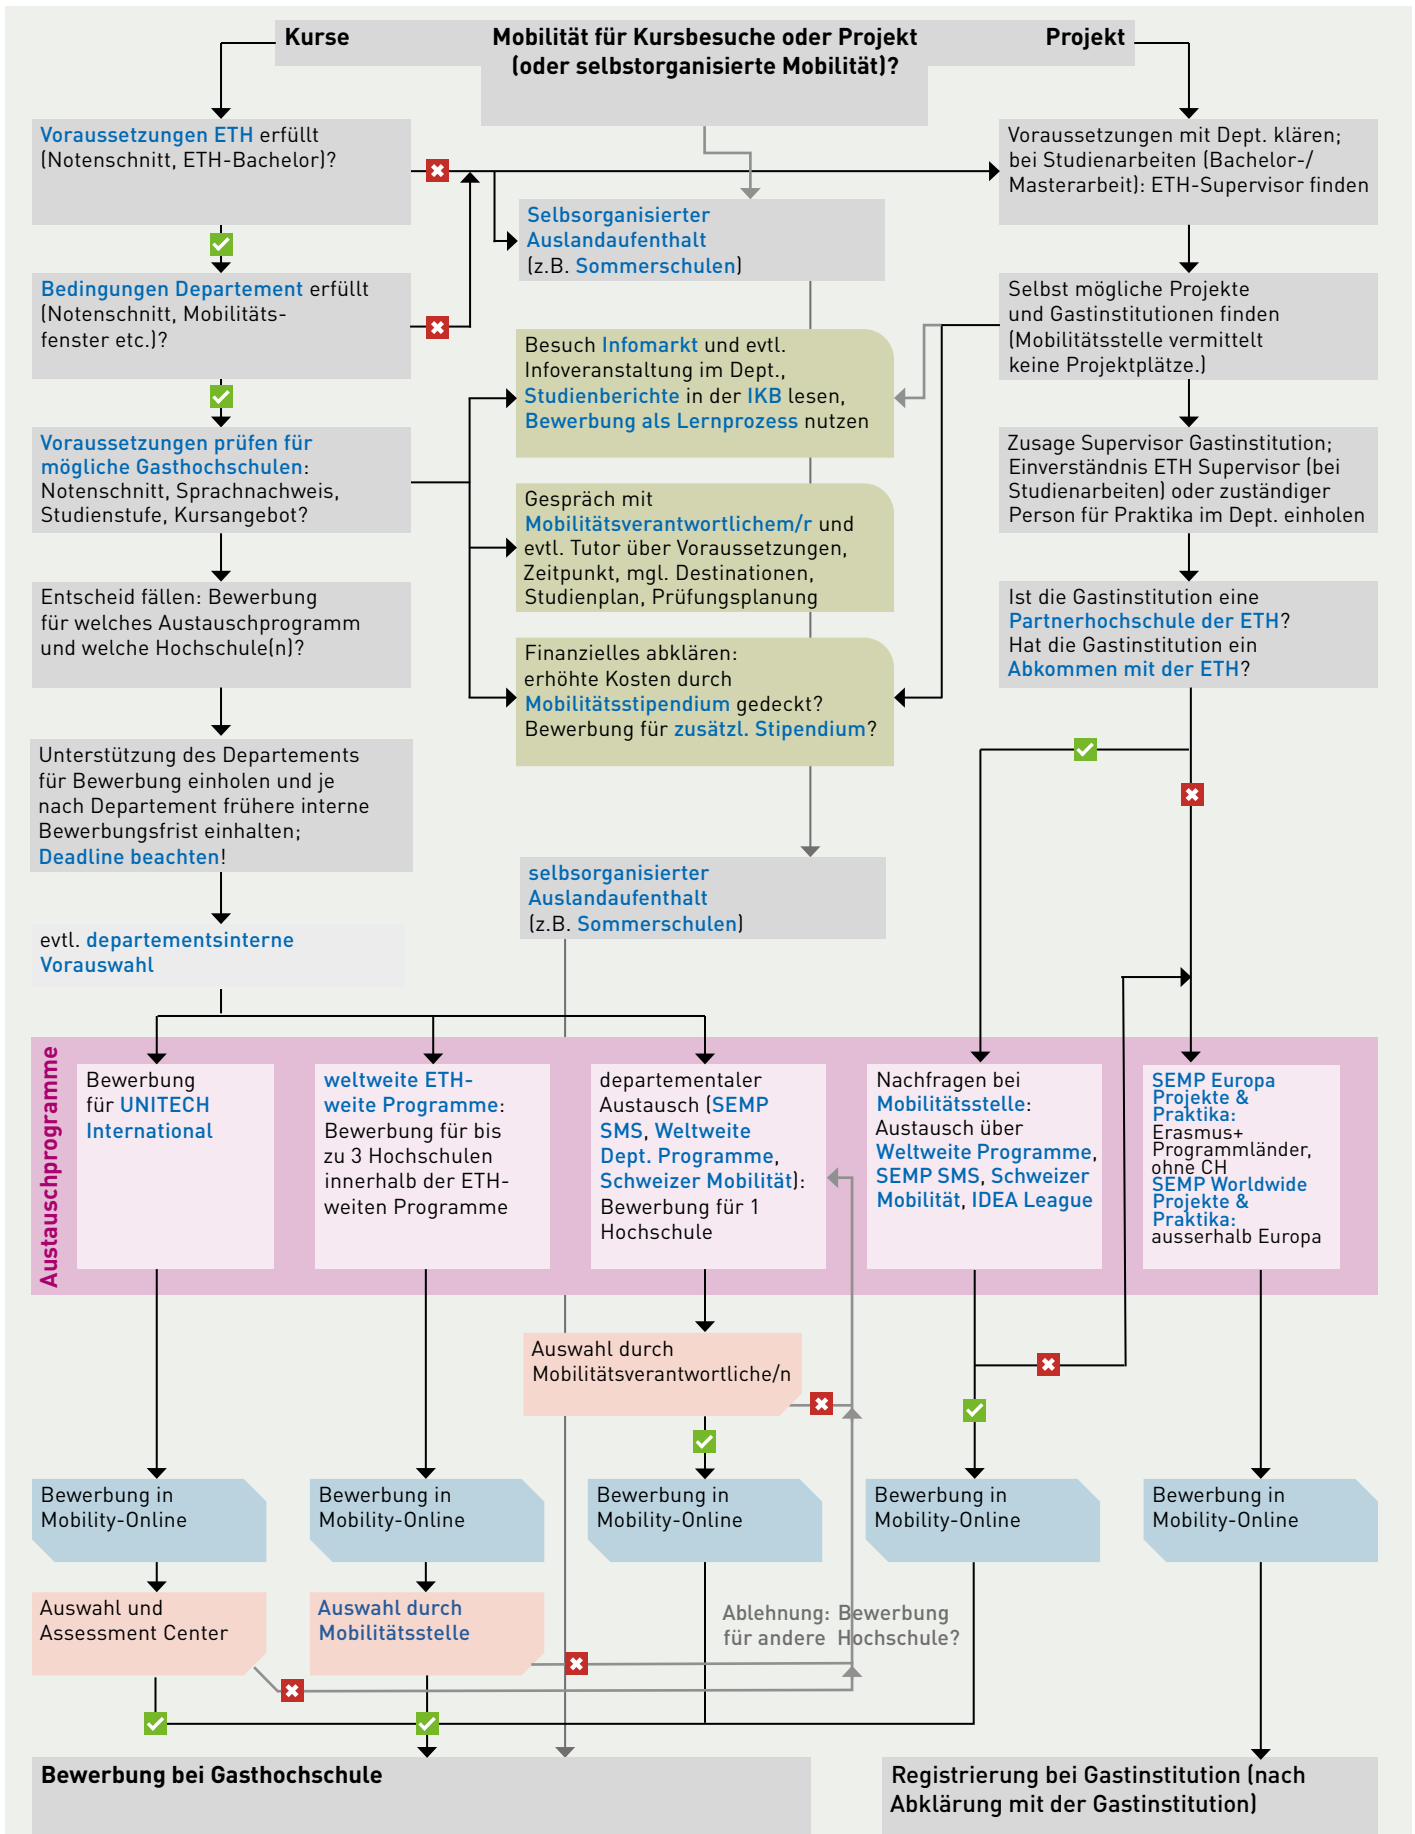 Kurse
Mobilität für Kursbesuche oder Projekt
(oder selbstorganisierte Mobilität)?
Projekt
Voraussetzungen ETH erfüllt
(Notenschnitt, ETH-Bachelor)?
Voraussetzungen mit Dept. klären;
bei Studienarbeiten (Bachelor-/
Masterarbeit): ETH-Supervisor finden
Selbsorganisierter
Auslandaufenthalt
(z.B. Sommerschulen)
Bedingungen Departement erfüllt
(Notenschnitt, Mobilitäts-
fenster etc.)?
Selbst mögliche Projekte
und Gastinstitutionen finden
(Mobilitätsstelle vermittelt
keine Projektplätze.)
Besuch Infomarkt und evtl.
Infoveranstaltung im Dept.,
Studienberichte in der IKB lesen,
Bewerbung als Lernprozess nutzen
Voraussetzungen prüfen für
mögliche Gasthochschulen:
Notenschnitt, Sprachnachweis,
Studienstufe, Kursangebot?
Zusage Supervisor Gastinstitution;
Einverständnis ETH Supervisor (bei
Studienarbeiten) oder zuständiger
Person für Praktika im Dept. einholen
Gespräch mit
Mobilitätsverantwortlichem/r und
evtl. Tutor über Voraussetzungen,
Zeitpunkt, mgl. Destinationen,
Studienplan, Prüfungsplanung
Entscheid fällen: Bewerbung
für welches Austauschprogramm
und welche Hochschule(n)?
Ist die Gastinstitution eine
Partnerhochschule der ETH?
Hat die Gastinstitution ein
Abkommen mit der ETH?
Finanzielles abklären:
erhöhte Kosten durch
Mobilitätsstipendium gedeckt?
Bewerbung für zusätzl. Stipendium?
Unterstützung des Departements
für Bewerbung einholen und je
nach Departement frühere interne
Bewerbungsfrist einhalten;
Deadline beachten!
selbsorganisierter
Auslandaufenthalt
(z.B. Sommerschulen)
evtl. departementsinterne
Vorauswahl
Austauschprogramme
Bewerbung
für UNITECH
International
weltweite ETH-
weite Programme:
Bewerbung für bis
zu 3 Hochschulen
innerhalb der ETH-
weiten Programme
departementaler
Austausch (SEMP
SMS, Weltweite
Dept. Programme,
Schweizer Mobilität):
Bewerbung für 1
Hochschule
Nachfragen bei
Mobilitätsstelle:
Austausch über
Weltweite Programme,
SEMP SMS, Schweizer
Mobilität, IDEA League
SEMP Europa
Projekte &
Praktika:
Erasmus+
Programmländer,
ohne CH
SEMP Worldwide
Projekte &
Praktika:
ausserhalb Europa
Auswahl durch
Mobilitätsverantwortliche/n
Bewerbung in
Mobility-Online
Bewerbung in
Mobility-Online
Bewerbung in
Mobility-Online
Bewerbung in
Mobility-Online
Bewerbung in
Mobility-Online
Auswahl und
Assessment Center
Auswahl durch
Mobilitätsstelle
Ablehnung: Bewerbung
für andere Hochschule?
Bewerbung bei Gasthochschule
Registrierung bei Gastinstitution (nach
Abklärung mit der Gastinstitution)